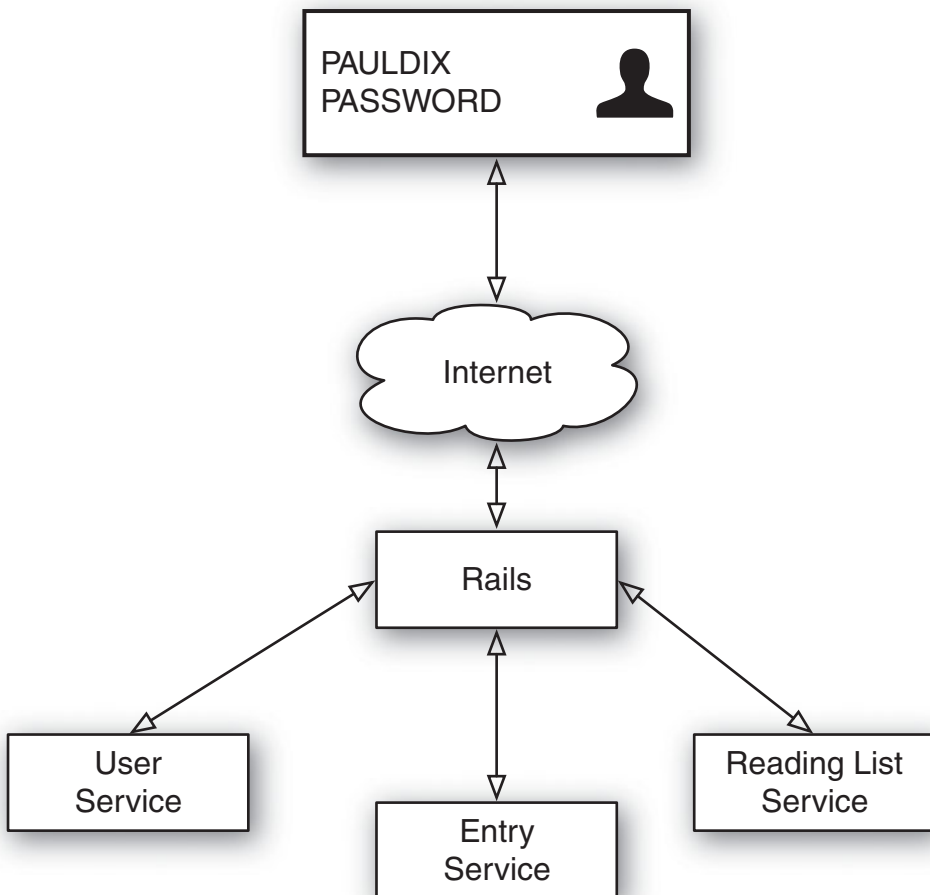 PAULDIX
PASSWORD
Internet
Rails
User
Service
Entry
Service
Reading List
Service